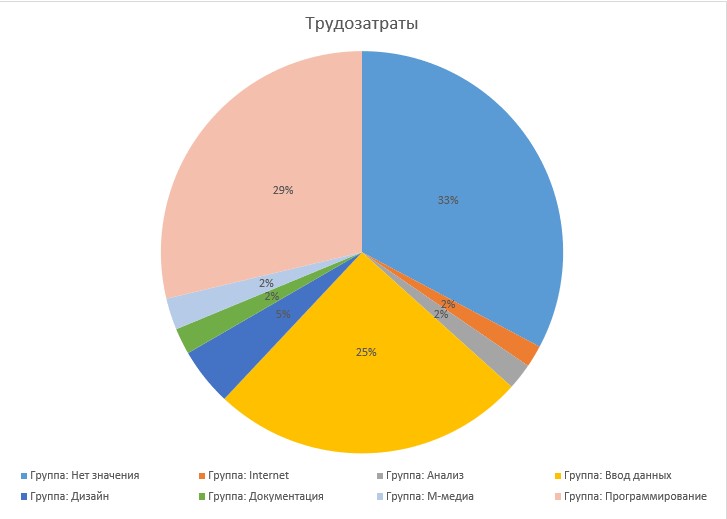 Трудозатраты
29%
33%
2%
2%
2%
2%
5%
25%
Группа: Нет значения
Группа: Internet
Группа: Анализ
Группа: Ввод данных
Группа: Дизайн
Группа: Документация
Группа: М-медиа
Группа: Программирование